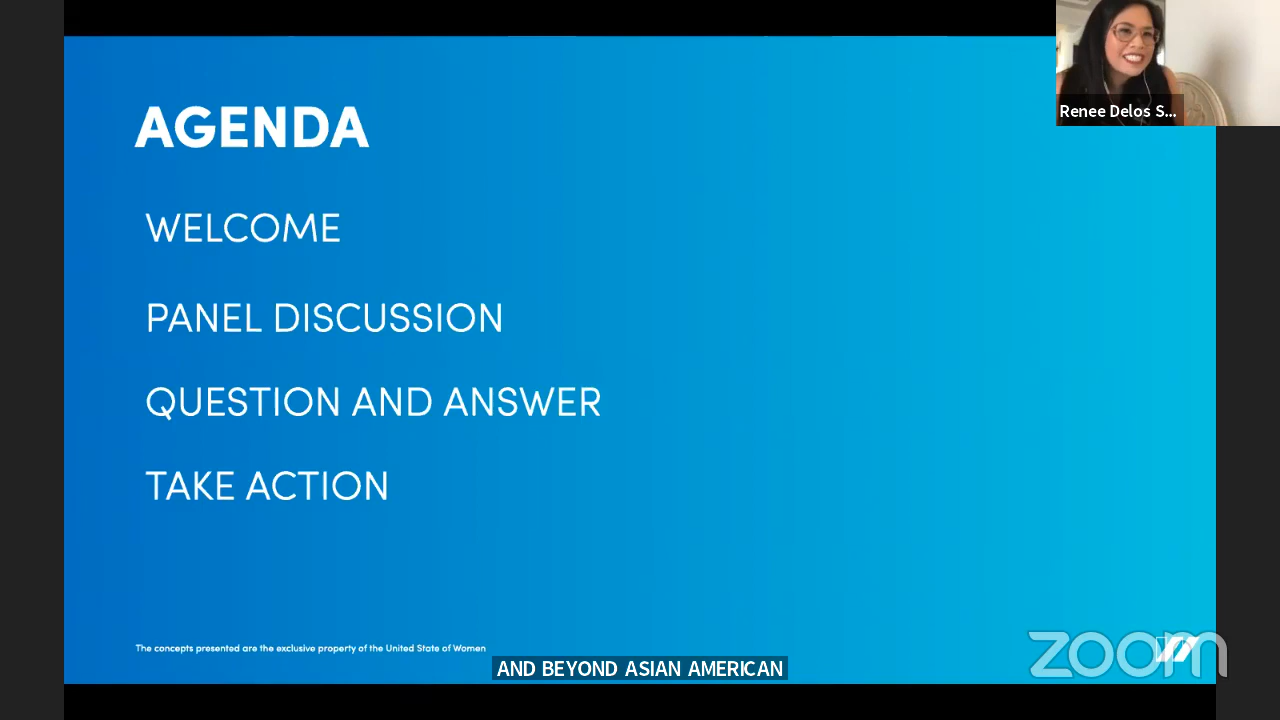 AGENDA
Renee Delos S...
WELCOME
PANEL DISCUSSION
QUESTION AND ANSWER
TAKE ACTION
The concepts presented are the exclusive property of the United State of Women
AND BEYOND ASIAN AMERICAN
zoom